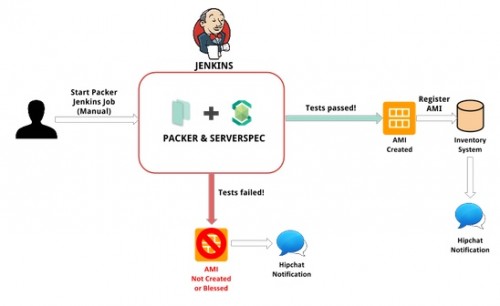 JENKINS
Start Packer
Jenkins Job
(Manual)
PACKER & SERVERSPEC
Tests passed!
Register
AMI
AMI
Created
Inventory
System
Tests failed!
AMI
Not Created
or Blessed
Hipchat
Notification
Hipchat
Notification